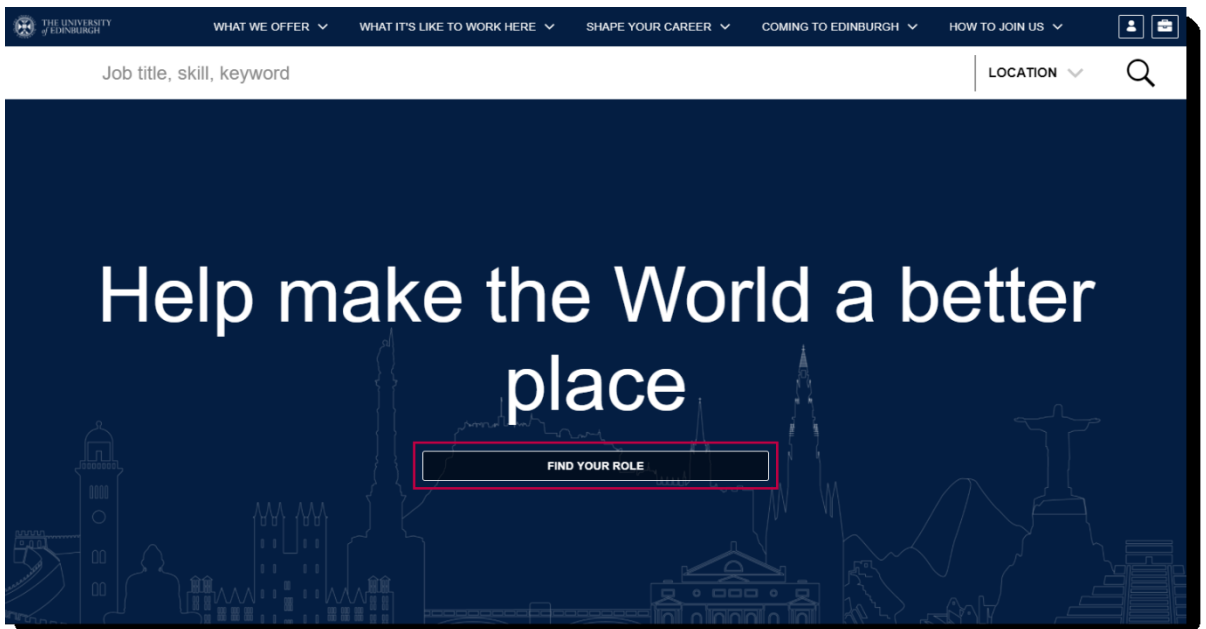 THE UNIVERSITY
of EDINBURGH
WHAT WE OFFER
WHAT IT'S LIKE TO WORK HERE
SHAPE YOUR CAREER
COMING TO EDINBURGH
HOW TO JOIN US
Job title, skill, keyword
LOCATION
Help make the World a better
place
FIND YOUR ROLE